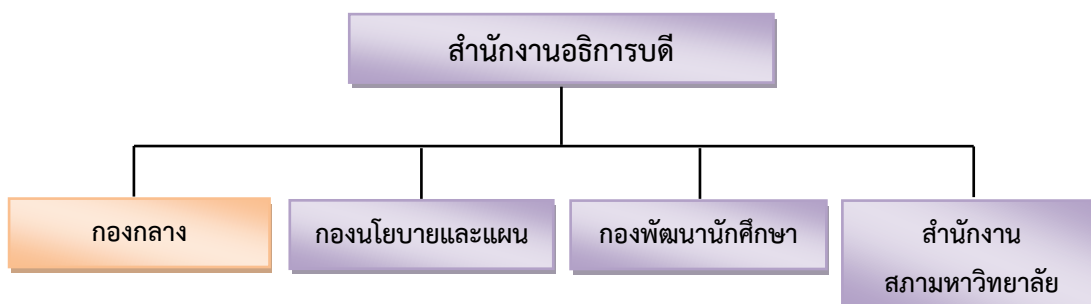 สำนักงานอธิการบดี
กองกลาง
กองนโยบายและแผน
กองพัฒนานักศึกษา
สำนักงาน
สภามหาวิทยาลัย